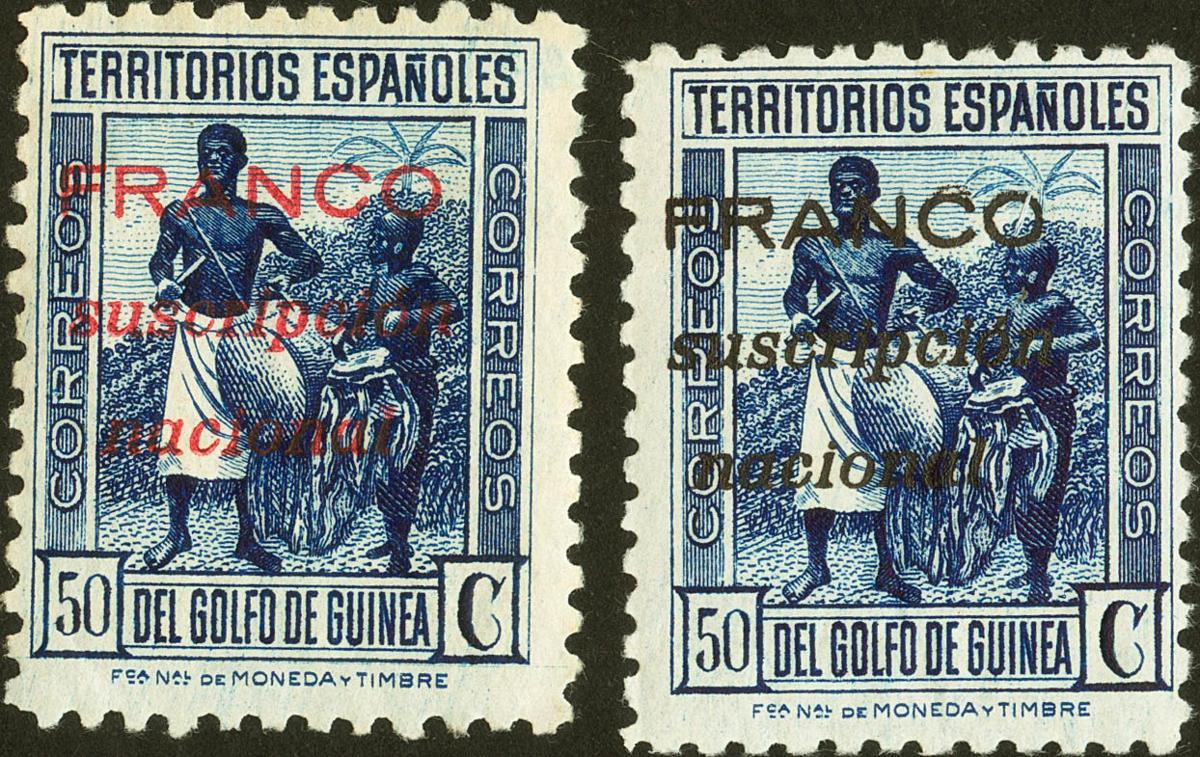 TERRITORIOS ESPAÑOLES
CORREOS
CORREOS
FRANCO
suscripción
nacional
50 DEL GOLFO DE GUINEA C
FCA NAL DE MONEDA Y TIMBRE
TERRITORIOS ESPAÑOLES
CORREOS
CORREOS
FRANCO
suscripción
nacional
50 DEL GOLFO DE GUINEA C
FCA NAL DE MONEDA Y TIMBRE